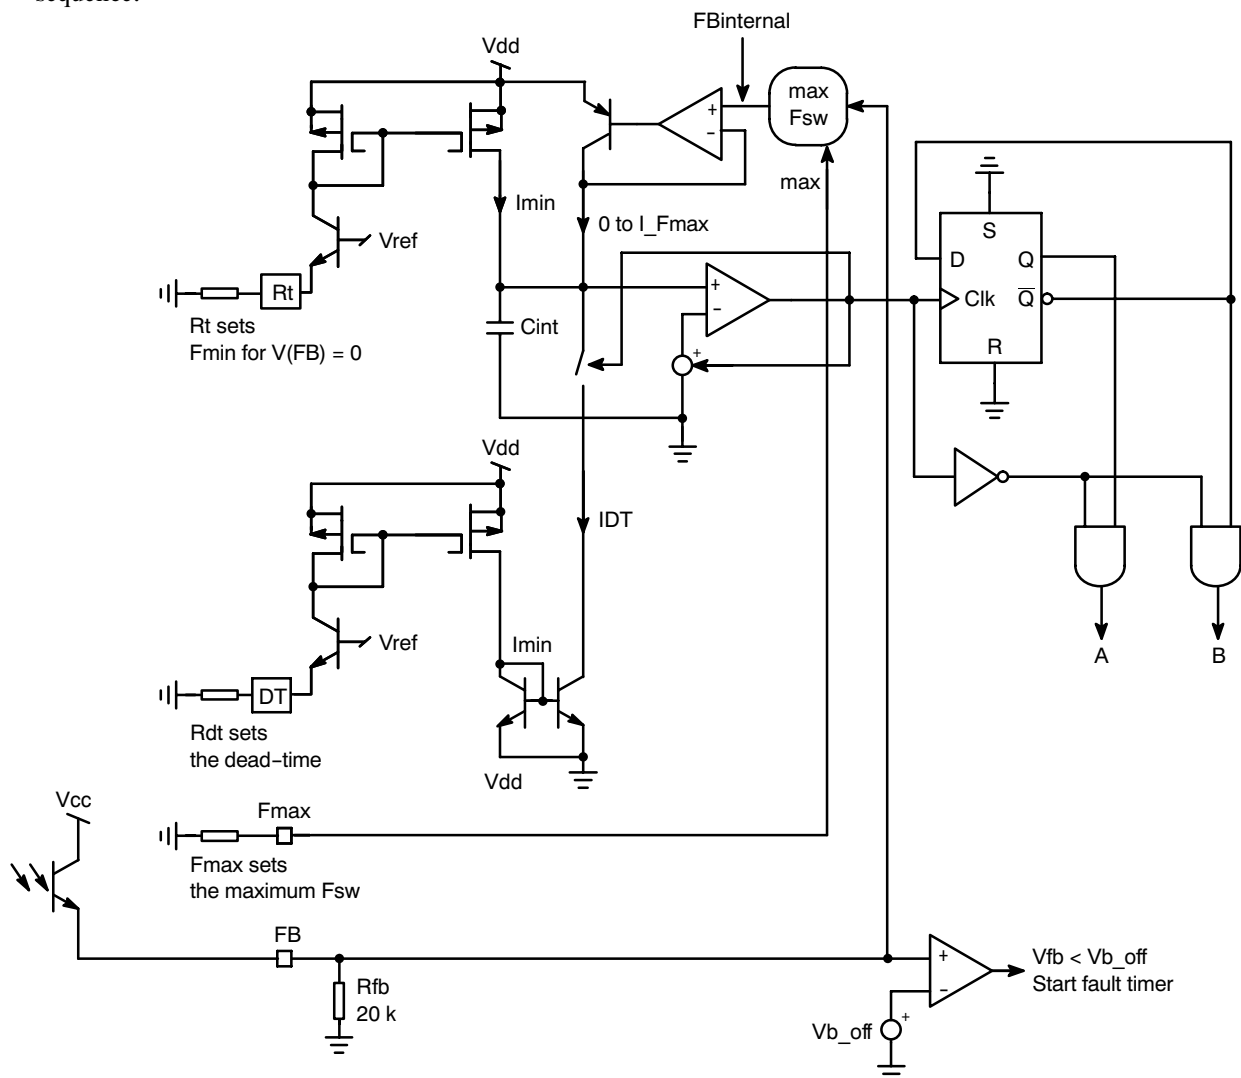 sequence.
FBinternal
Vdd
max
Fsw
+
−
max
Imin
0 to I_Fmax
Vref
S
D
Q
Clk
Q
R
Rt
+
−
Cint
+
Rt sets
Fmin for V(FB) = 0
Vdd
IDT
Vref
Imin
A
B
DT
Rdt sets
the dead−time
Vdd
Vcc
Fmax
Fmax sets
the maximum Fsw
FB
+
−
Vfb < Vb_off
Start fault timer
Rfb
20 k
+
Vb_off